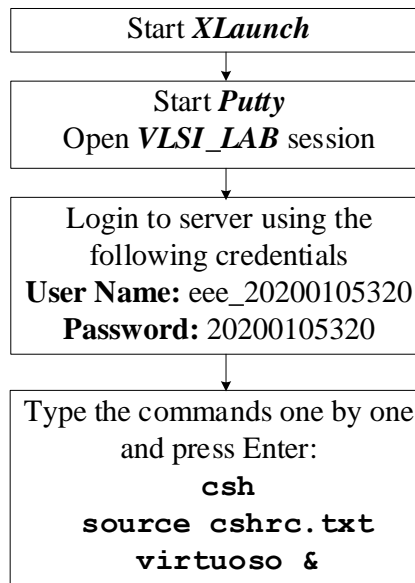 Start XLaunch
Start Putty
Open VLSI_LAB session
Login to server using the
following credentials
User Name: eee_20200105320
Password: 20200105320
Type the commands one by one
and press Enter:
csh
source cshrc.txt
virtuoso &